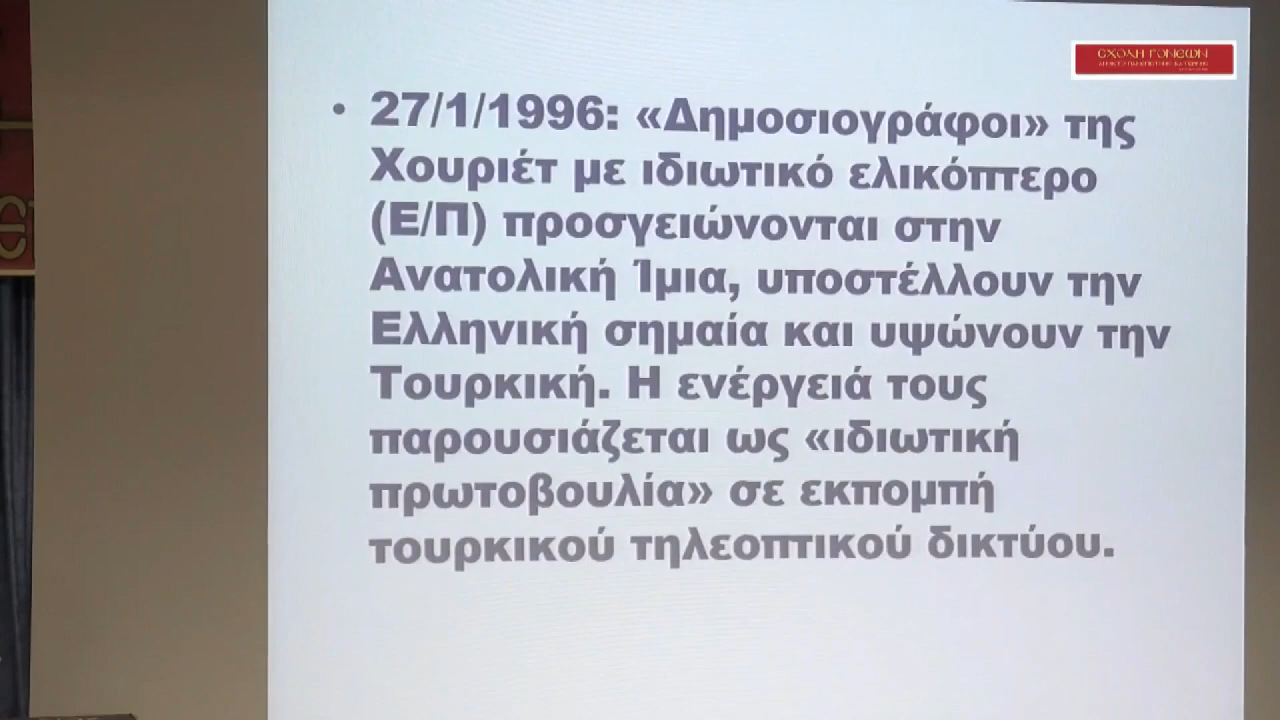 ΣΧΟΛΗ ΓΟΝΕΩΝ
• 27/1/1996: «Δημοσιογράφοι» της
Χουριέτ με ιδιωτικό ελικόπτερο
(Ε/Π) προσγειώνονται στην
Ανατολική Ίμια, υποστέλλουν την
Ελληνική σημαία και υψώνουν την
Τουρκική. Η ενέργειά τους
παρουσιάζεται ως «ιδιωτική
πρωτοβουλία» σε εκπομπή
τουρκικού τηλεοπτικού δικτύου.